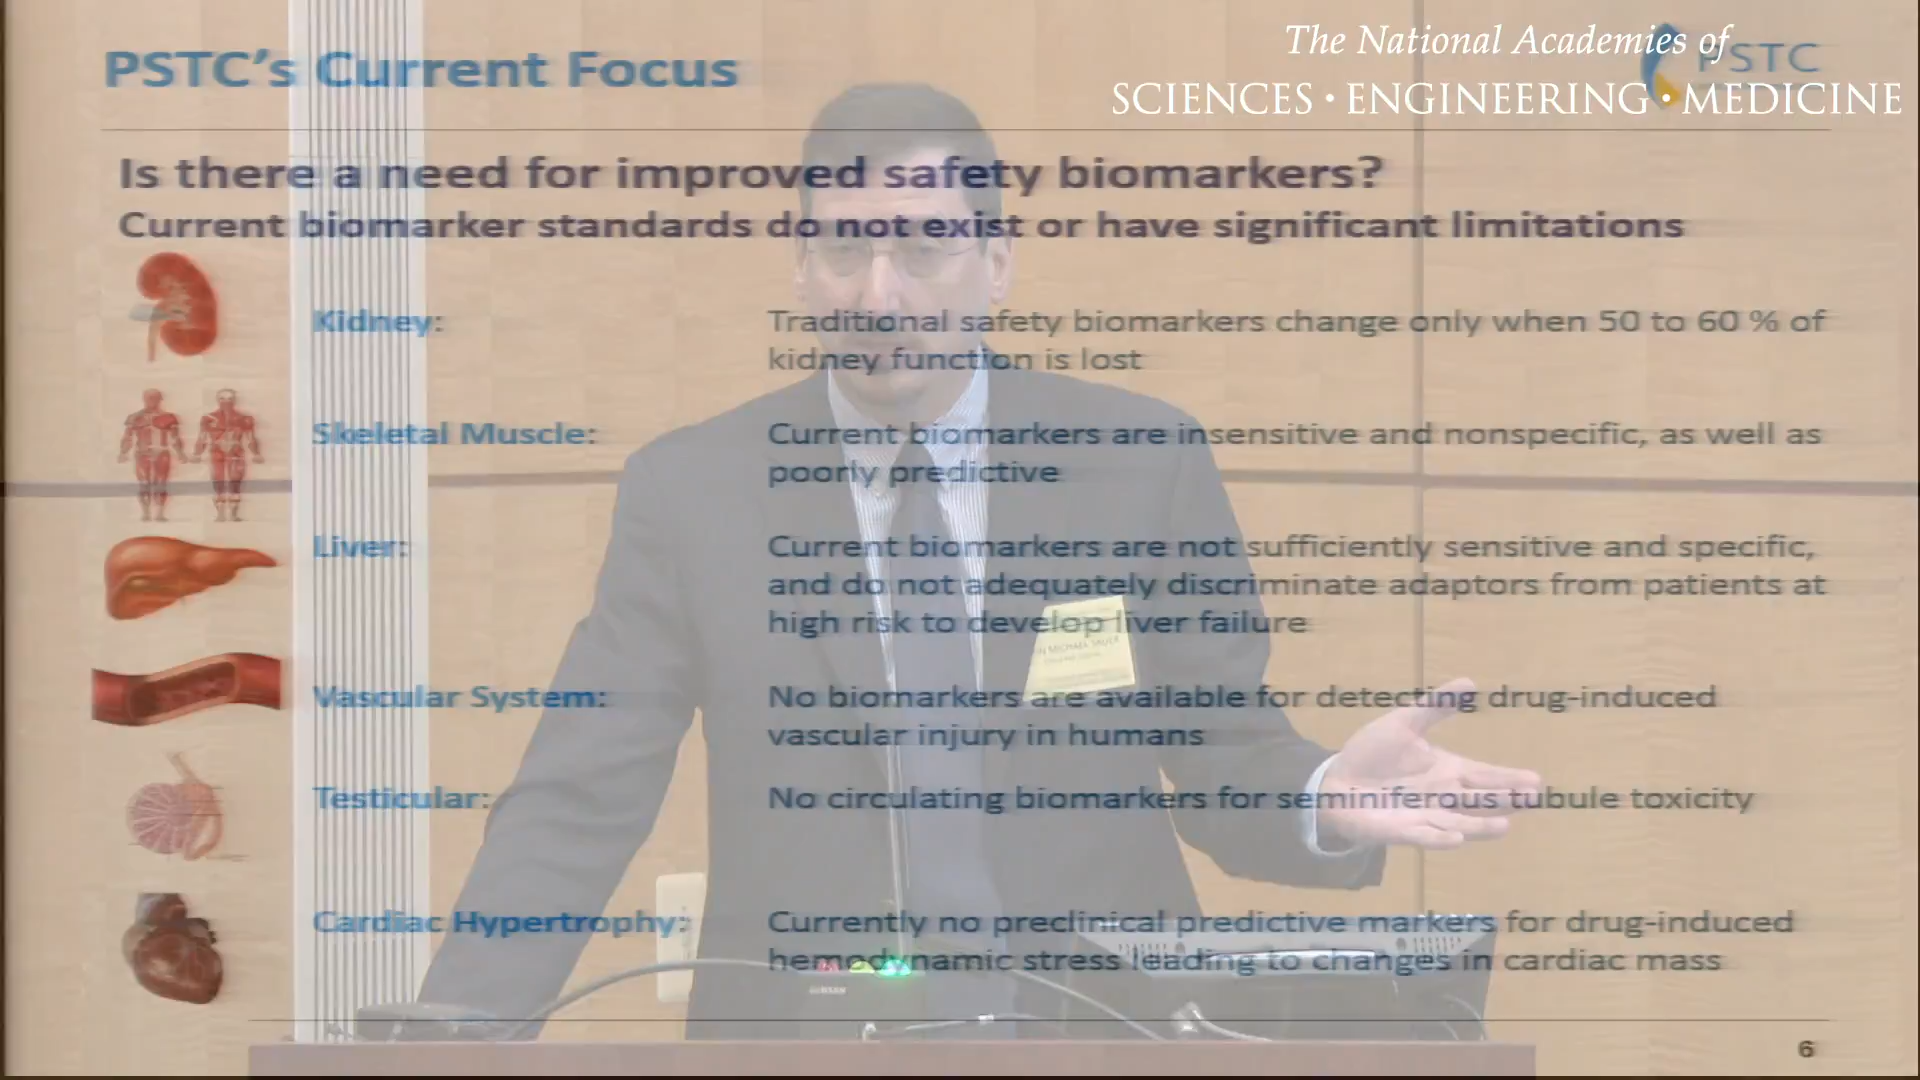 The National Academies of
SCIENCES • ENGINEERING • MEDICINE
PSTC's Current Focus
PSTC
Is there a need for improved safety biomarkers?
Current biomarker standards do not exist or have significant limitations
Kidney:
Traditional safety biomarkers change only when 50 to 60 % of
kidney function is lost
Skeletal Muscle:
Current biomarkers are insensitive and nonspecific, as well as
poorly predictive
Liver:
Current biomarkers are not sufficiently sensitive and specific,
and do not adequately discriminate adaptors from patients at
high risk to develop liver failure
MICHAEL SAUER
Vascular System:
No biomarkers are available for detecting drug-induced
vascular injury in humans
Testicular:
No circulating biomarkers for seminiferous tubule toxicity
Cardiac Hypertrophy:
Currently no preclinical predictive markers for drug-induced
hemodynamic stress leading to changes in cardiac mass
6